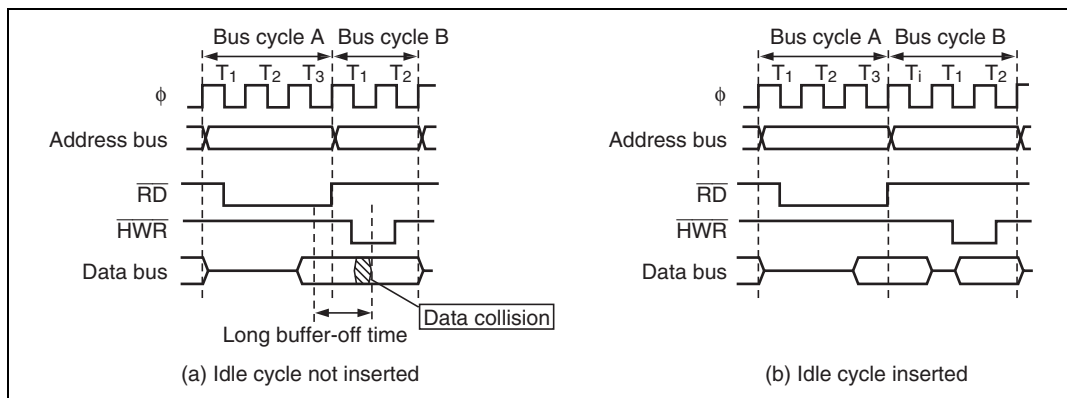 Bus cycle A Bus cycle B
T1 T2 T3 T1 T2
φ
Address bus
RD
HWR
Data bus
Data collision
Long buffer-off time
(a) Idle cycle not inserted
Bus cycle A Bus cycle B
T1 T2 T3 Ti T1 T2
φ
Address bus
RD
HWR
Data bus
(b) Idle cycle inserted